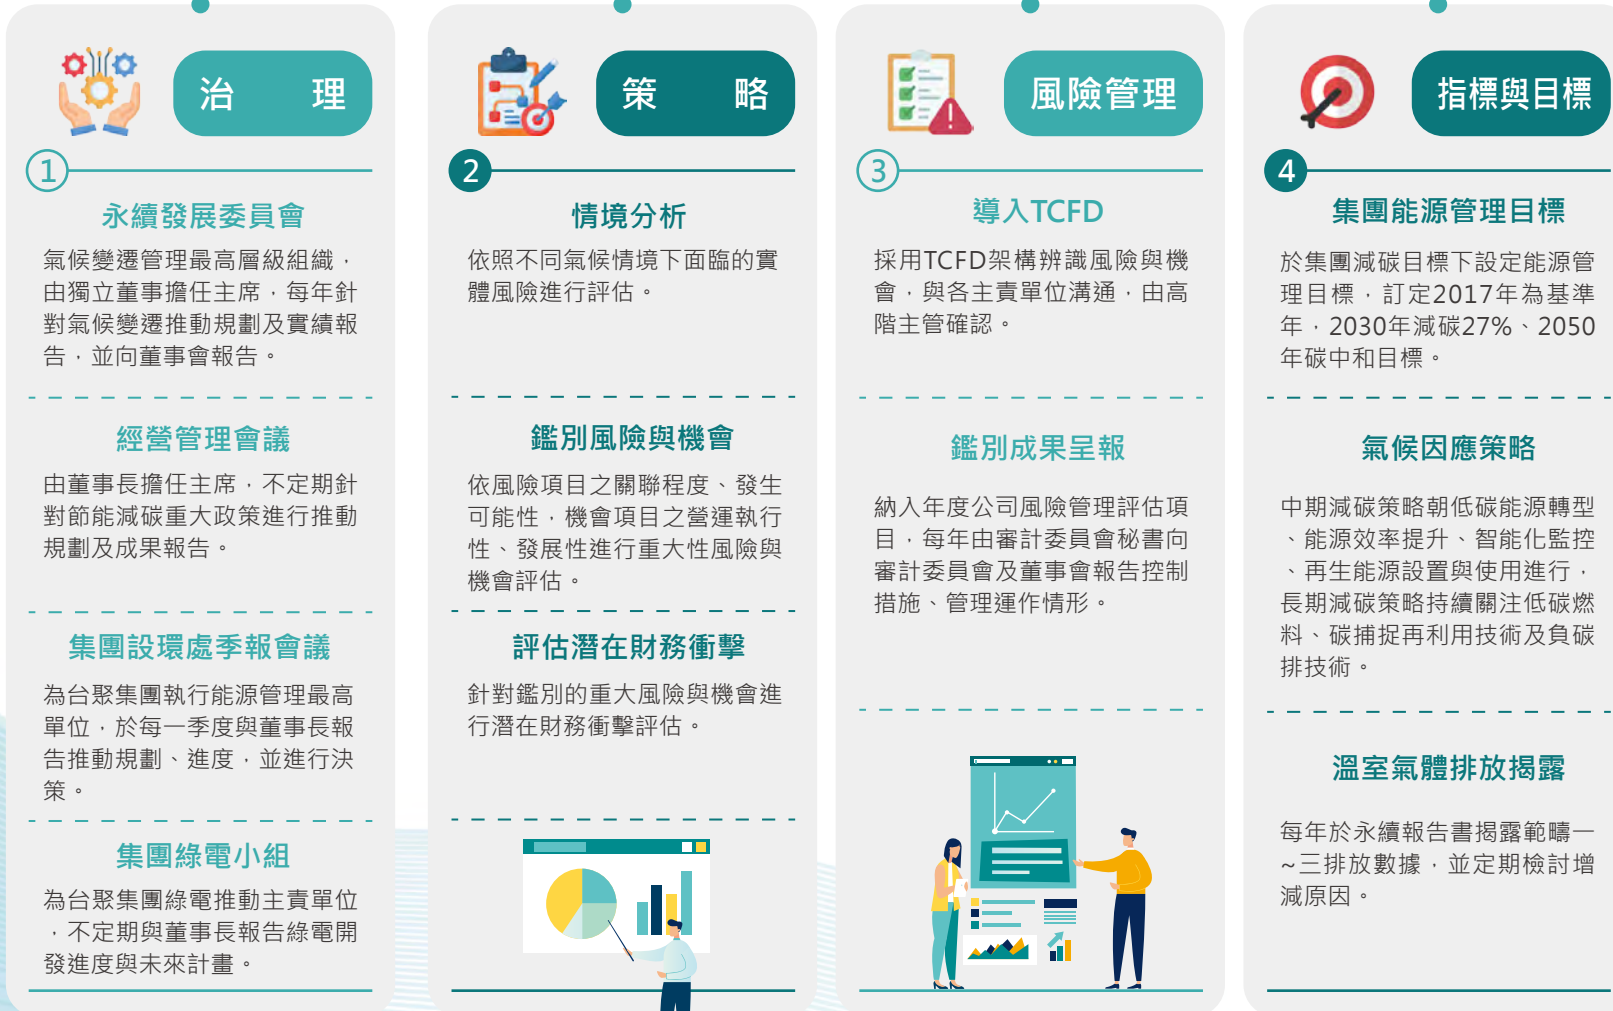 治 理
1
永續發展委員會
氣候變遷管理最高層級組織，
由獨立董事擔任主席，每年針
對氣候變遷推動規劃及實績報
告，並向董事會報告。
經營管理會議
由董事長擔任主席，不定期針
對節能減碳重大政策進行推動
規劃及成果報告。
集團設環處季報會議
為台聚集團執行能源管理最高
單位，於每一季度與董事長報
告推動規劃、進度，並進行決
策。
集團綠電小組
為台聚集團綠電推動主責單位
，不定期與董事長報告綠電開
發進度與未來計畫。
策 略
2
情境分析
依照不同氣候情境下面臨的實
體風險進行評估。
鑑別風險與機會
依風險項目之關聯程度、發生
可能性，機會項目之營運執行
性、發展性進行重大性風險與
機會評估。
評估潛在財務衝擊
針對鑑別的重大風險與機會進
行潛在財務衝擊評估。
風險管理
3
導入TCFD
採用TCFD架構辨識風險與機
會，與各主責單位溝通，由高
階主管確認。
鑑別成果呈報
納入年度公司風險管理評估項
目，每年由審計委員會秘書向
審計委員會及董事會報告控制
措施、管理運作情形。
指標與目標
4
集團能源管理目標
於集團減碳目標下設定能源管
理目標，訂定2017年為基準
年，2030年減碳27%、2050
年碳中和目標。
氣候因應策略
中期減碳策略朝低碳能源轉型
、能源效率提升、智能化監控
、再生能源設置與使用進行，
長期減碳策略持續關注低碳燃
料、碳捕捉再利用技術及負碳
排技術。
溫室氣體排放揭露
每年於永續報告書揭露範疇一
~三排放數據，並定期檢討增
減原因。